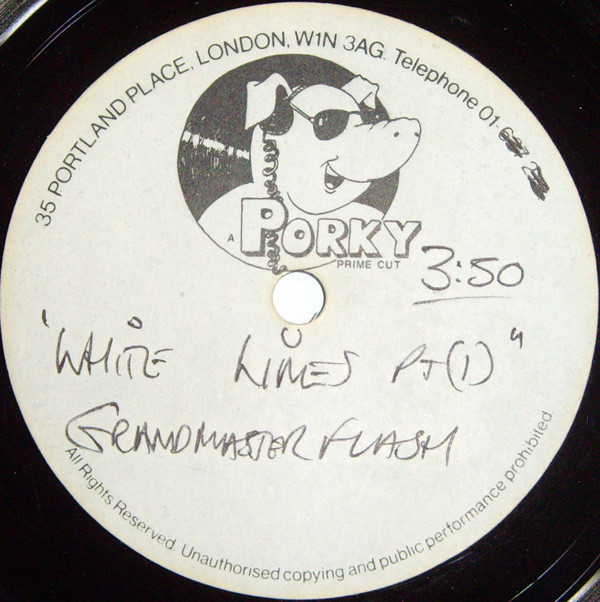 35 PORTLAND PLACE, LONDON, W1N 3AG. Telephone 01-
A PORKY
PRIME CUT
3:50
"WHITE LINES PT(1)"
GRANDMASTER FLASH
All Rights Reserved. Unauthorised copying and public performance prohibited